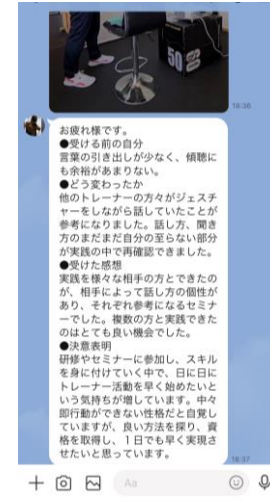 50
18:36
お疲れ様です。
●受ける前の自分
言葉の引き出しが少なく、傾聴に
も余裕があまりない。
●どう変わったか
他のトレーナーの方々がジェスチ
ャーをしながら話していたことが
参考になりました。話し方、聞き
方のまだまだ自分の至らない部分
が実践の中で再確認できました。
●受けた感想
実践を様々な相手の方とできたの
が、相手によって話し方の個性が
あり、それぞれ参考になるセミナ
ーでした。複数の方と実践できた
のはとても良い機会でした。
●決意表明
研修やセミナーに参加し、スキル
を身に付けていく中で、日に日に
トレーナー活動を早く始めたいと
いう気持ちが増しています。中々
即行動ができない性格だと自覚し
ていますが、良い方法を探り、資
格を取得し、１日でも早く実現さ
せたいと思っています。
18:37
Aa